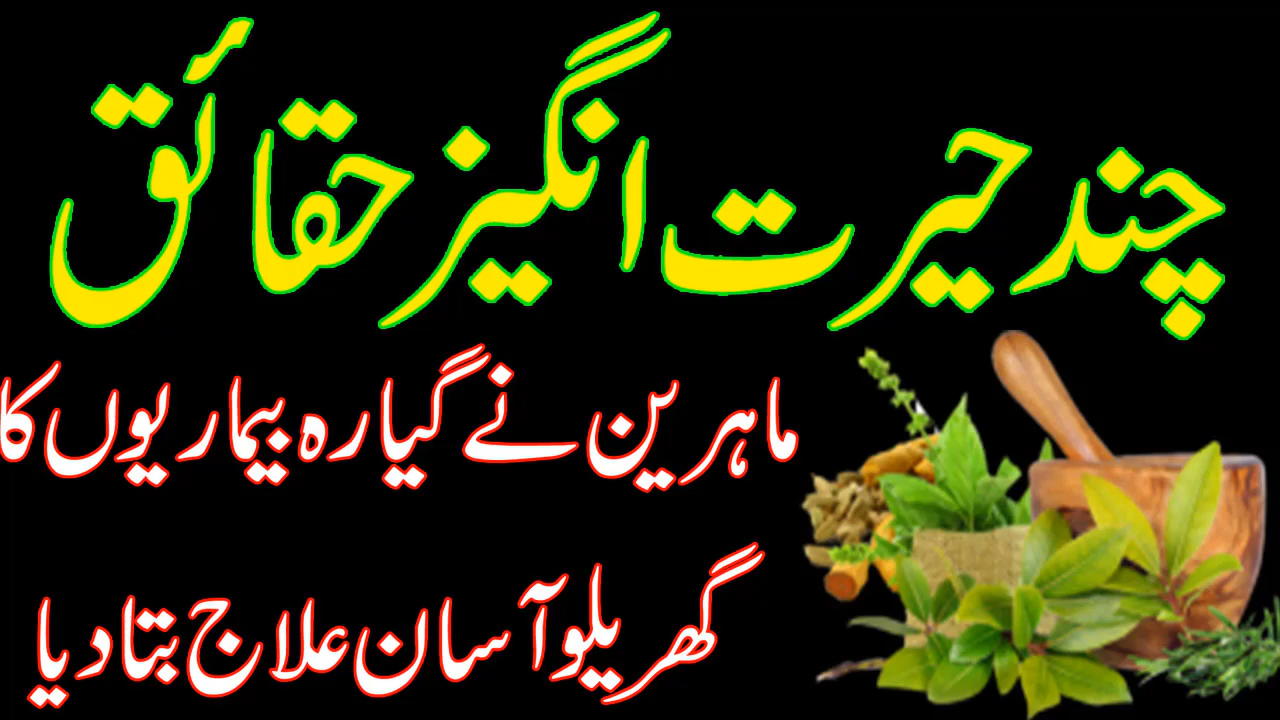 چند حیرت انگیز حقائق
ماہرین نے گیارہ بیماریوں کا
گھریلو آسان علاج بتا دیا